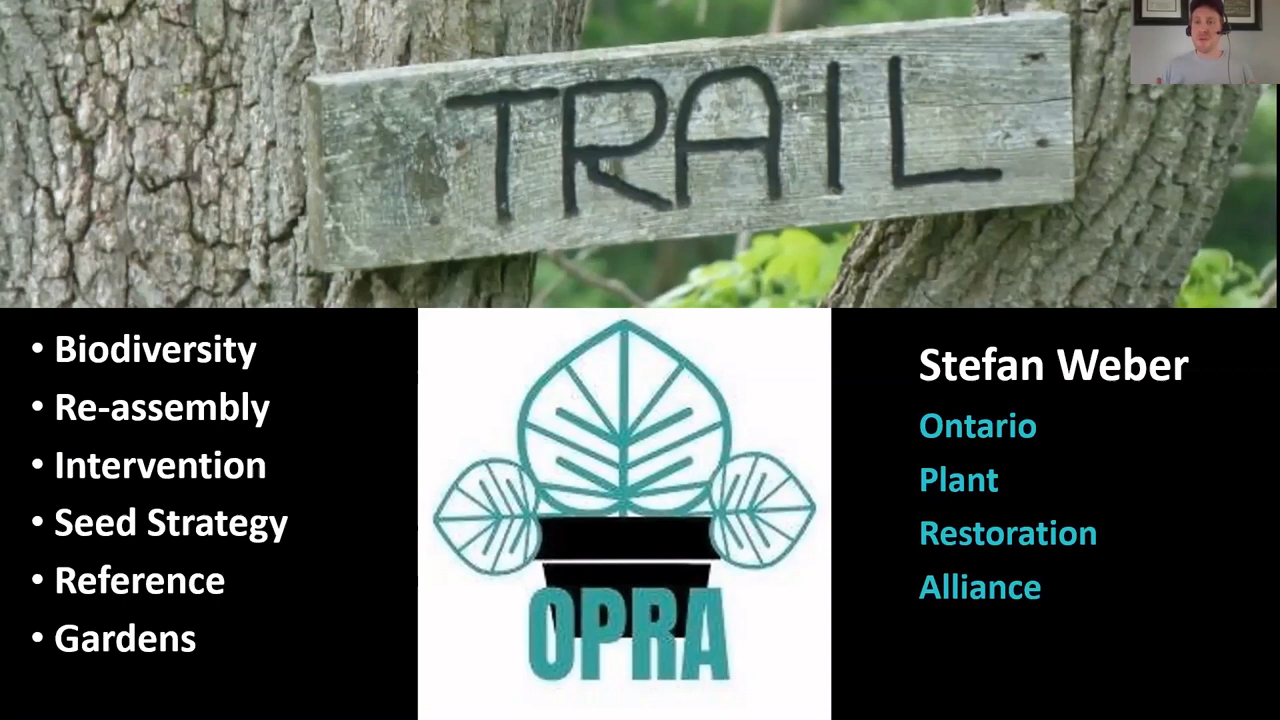 TRAIL
• Biodiversity
• Re-assembly
• Intervention
• Seed Strategy
• Reference
• Gardens
OPRA
Stefan Weber
Ontario
Plant
Restoration
Alliance